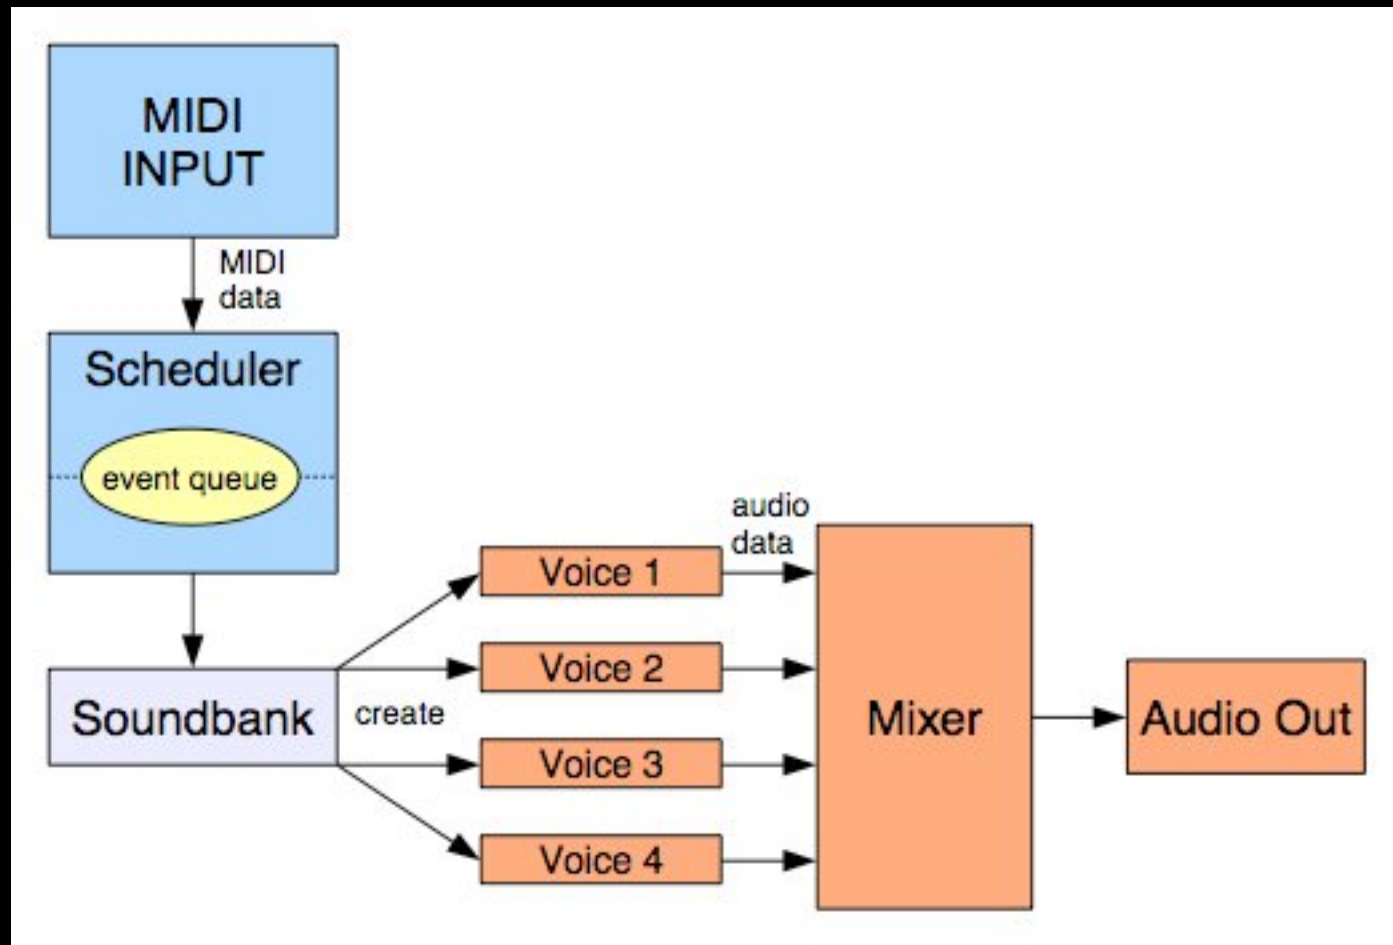 MIDI
INPUT
MIDI
data
Scheduler
event queue
Soundbank
create
Voice 1
Voice 2
Voice 3
Voice 4
audio
data
Mixer
Audio Out